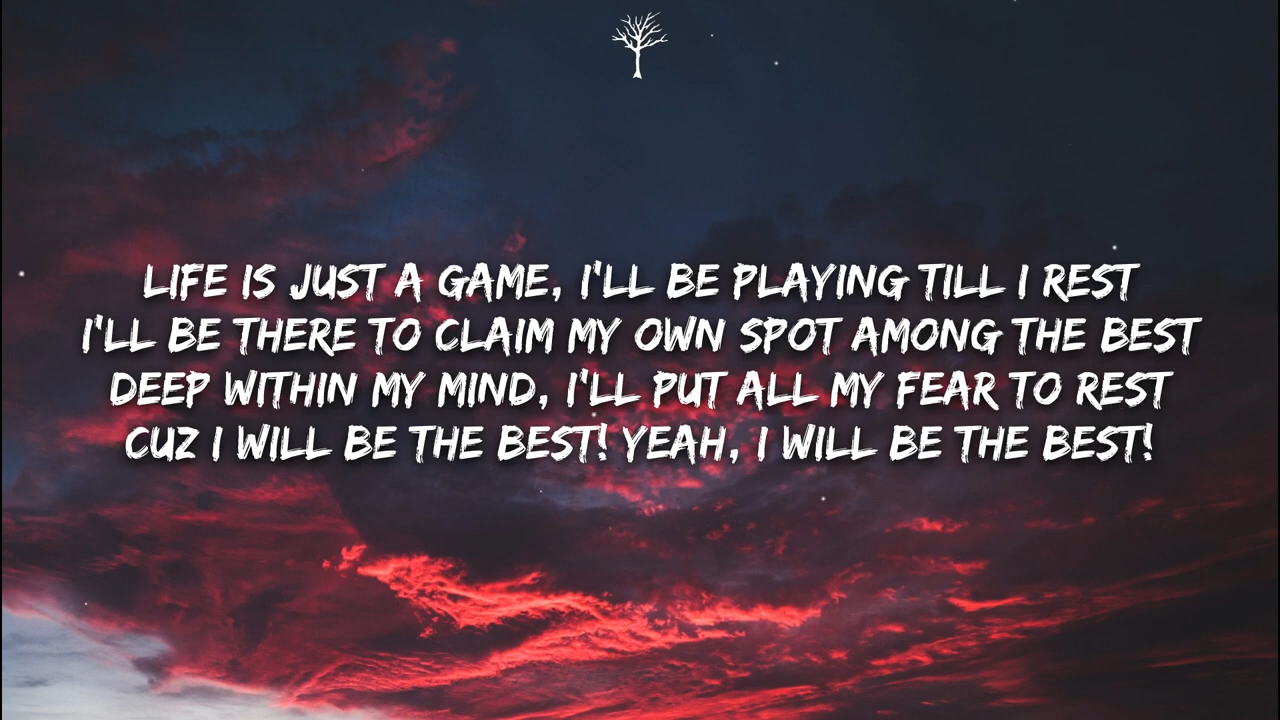 LIFE IS JUST A GAME, I'LL BE PLAYING TILL I REST
I'LL BE THERE TO CLAIM MY OWN SPOT AMONG THE BEST
DEEP WITHIN MY MIND, I'LL PUT ALL MY FEAR TO REST
CUZ I WILL BE THE BEST! YEAH, I WILL BE THE BEST!